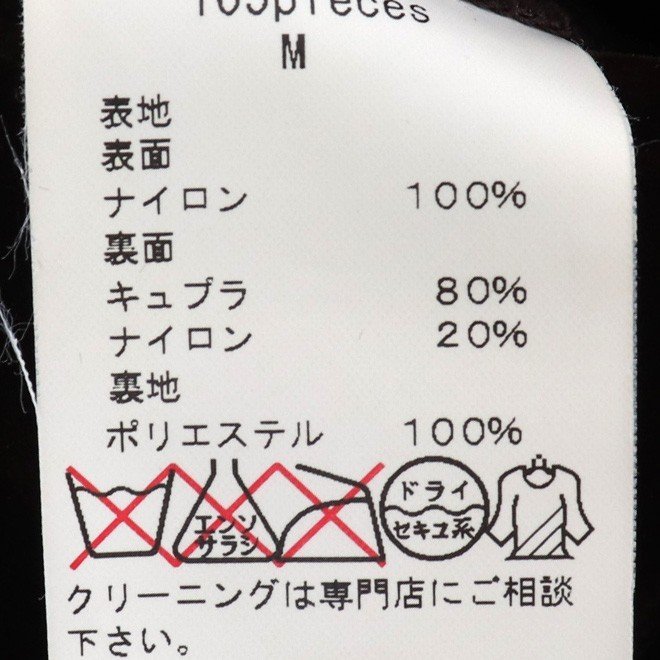 M
表地
表面
ナイロン 100%
裏面
キュプラ 80%
ナイロン 20%
裏地
ポリエステル 100%
エンソ
サラシ
ドライ
セキユ系
クリーニングは専門店にご相談
下さい。